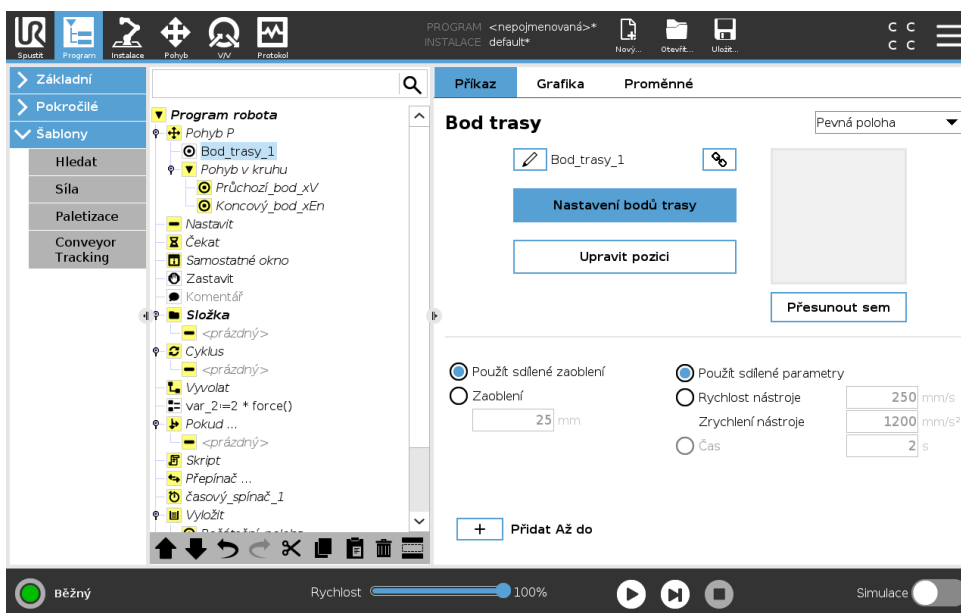 UR
PROGRAM <nepojmenovaná>*
INSTALACE default*
Spustit
Program
Instalace
Pohyb
V/V
Protokol
Nový...
Otevřít...
Uložit...
C C
C C
Základní
Pokročilé
Šablony
Hledat
Síla
Paletizace
Conveyor
Tracking
Program robota
Pohyb P
Bod_trasy_1
Pohyb v kruhu
Průchozí_bod_xV
Koncový_bod_xEn
Nastavit
Čekat
Samostatné okno
Zastavit
Komentář
Složka
<prázdný>
Cyklus
<prázdný>
Vyvolat
var_2:=2 * force()
Pokud ...
<prázdný>
Skript
Přepínač ...
časový_spínač_1
Vyložit
Příkaz
Grafika
Proměnné
Bod trasy
Pevná poloha
Bod_trasy_1
Nastavení bodů trasy
Upravit pozici
Přesunout sem
Použít sdílené zaoblení
Zaoblení
25 mm
Použít sdílené parametry
Rychlost nástroje 250 mm/s
Zrychlení nástroje 1200 mm/s²
Čas 2 s
+ Přidat Až do
Běžný
Rychlost 100%
Simulace